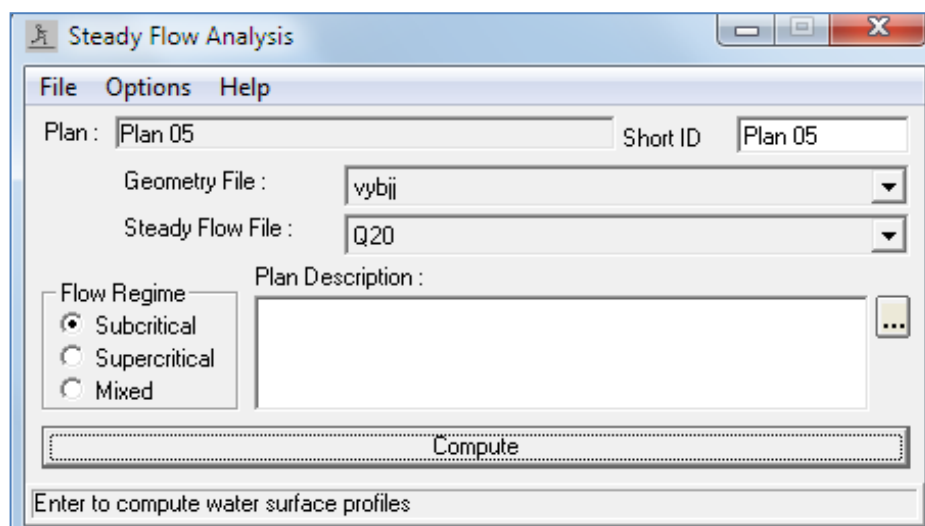 Steady Flow Analysis
File Options Help
Plan : Plan 05 Short ID Plan 05
Geometry File : vybjj
Steady Flow File : Q20
Plan Description :
Flow Regime
Subcritical
Supercritical
Mixed
...
Compute
Enter to compute water surface profiles